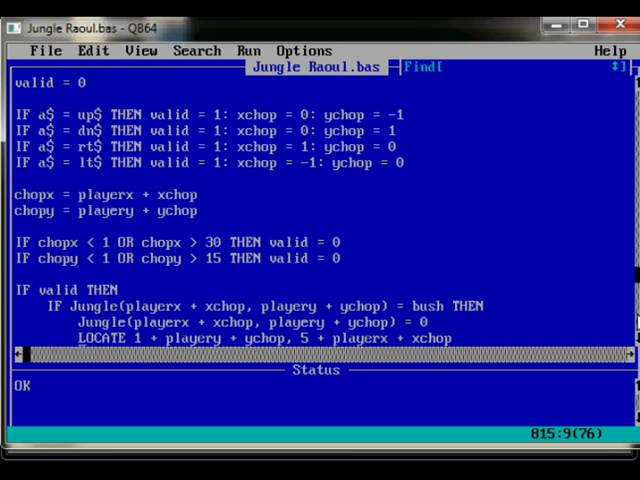 Jungle Raoul.bas - QB64
File Edit View Search Run Options Help
Jungle Raoul.bas Find[ ]
valid = 0
IF a$ = up$ THEN valid = 1: xchop = 0: ychop = -1
IF a$ = dn$ THEN valid = 1: xchop = 0: ychop = 1
IF a$ = rt$ THEN valid = 1: xchop = 1: ychop = 0
IF a$ = lt$ THEN valid = 1: xchop = -1: ychop = 0
chopx = playerx + xchop
chopy = playery + ychop
IF chopx < 1 OR chopx > 30 THEN valid = 0
IF chopy < 1 OR chopy > 15 THEN valid = 0
IF valid THEN
IF Jungle(playerx + xchop, playery + ychop) = bush THEN
Jungle(playerx + xchop, playery + ychop) = 0
LOCATE 1 + playery + ychop, 5 + playerx + xchop
Status
OK
815:9(76)